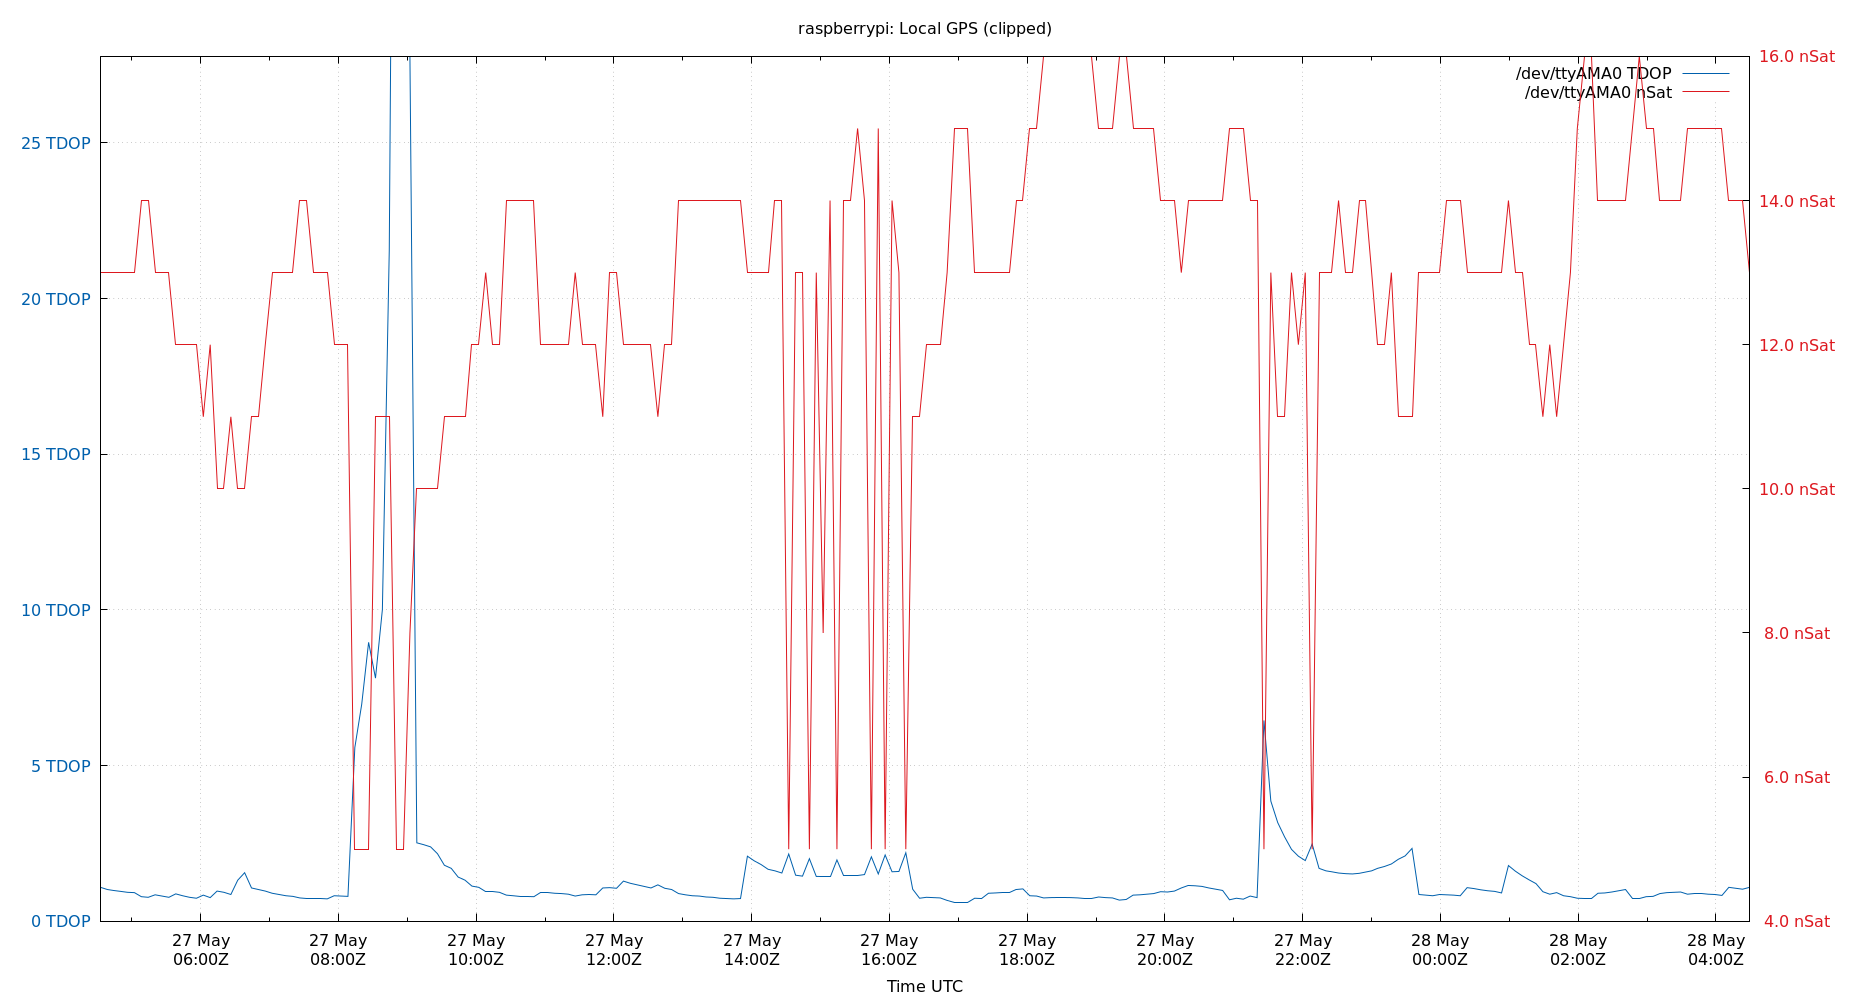 raspberrypi: Local GPS (clipped)
/dev/ttyAMA0 TDOP
/dev/ttyAMA0 nSat
25 TDOP
20 TDOP
15 TDOP
10 TDOP
5 TDOP
0 TDOP
16.0 nSat
14.0 nSat
12.0 nSat
10.0 nSat
8.0 nSat
6.0 nSat
4.0 nSat
27 May
06:00Z
27 May
08:00Z
27 May
10:00Z
27 May
12:00Z
27 May
14:00Z
27 May
16:00Z
27 May
18:00Z
27 May
20:00Z
27 May
22:00Z
28 May
00:00Z
28 May
02:00Z
28 May
04:00Z
Time UTC